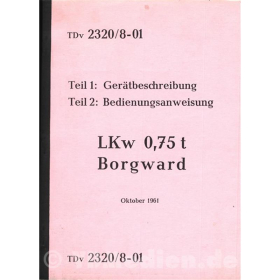 TDv 2320/8-01
Teil 1: Gerätbeschreibung
Teil 2: Bedienungsanweisung
LKw 0,75 t
Borgward
Oktober 1961
TDv 2320/8-01